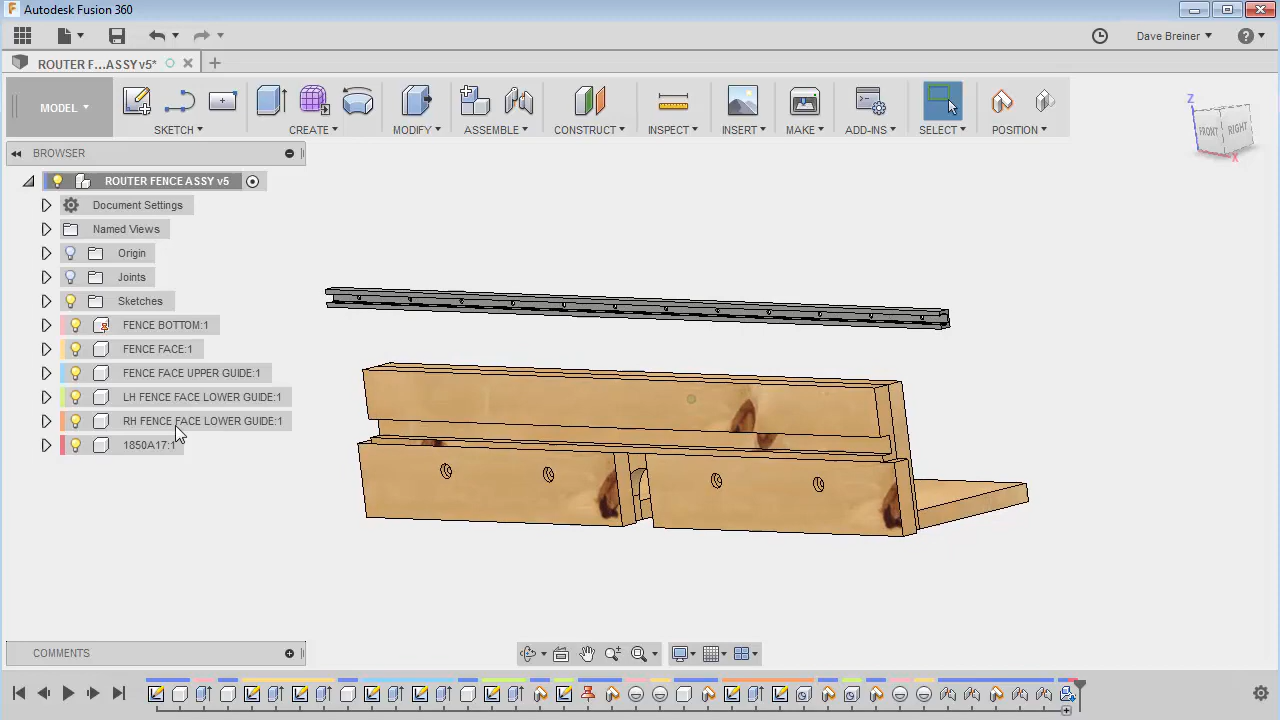 Autodesk Fusion 360
Dave Breiner
ROUTER F...ASSY v5*
MODEL
SKETCH
CREATE
MODIFY
ASSEMBLE
CONSTRUCT
INSPECT
INSERT
MAKE
ADD-INS
SELECT
POSITION
BROWSER
Z
FRONT
RIGHT
X
ROUTER FENCE ASSY v5
Document Settings
Named Views
Origin
Joints
Sketches
FENCE BOTTOM:1
FENCE FACE:1
FENCE FACE UPPER GUIDE:1
LH FENCE FACE LOWER GUIDE:1
RH FENCE FACE LOWER GUIDE:1
1850A17:1
COMMENTS